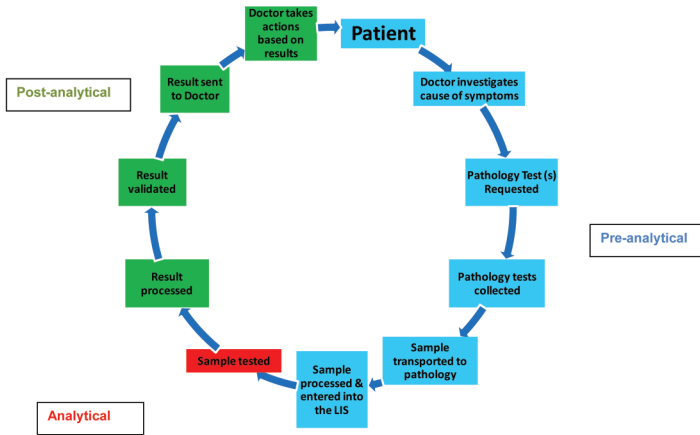 Patient
Doctor investigates
cause of symptoms
Pathology Test (s)
Requested
Pre-analytical
Pathology tests
collected
Sample
transported to
pathology
Sample
processed &
entered into
the LIS
Sample tested
Analytical
Result
processed
Result
validated
Post-analytical
Result sent
to Doctor
Doctor takes
actions
based on
results